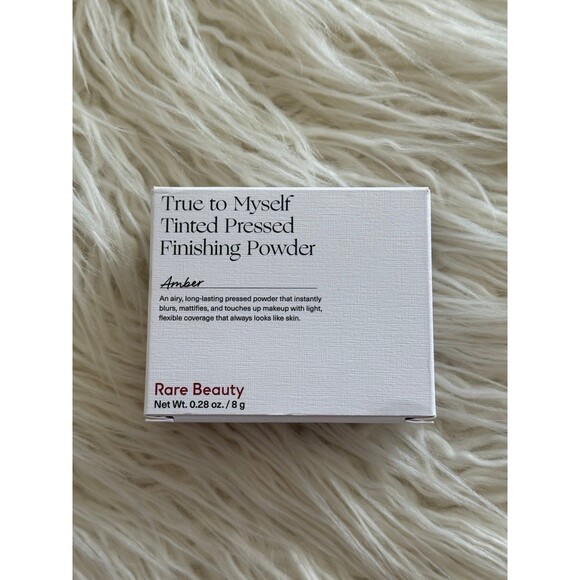 True to Myself
Tinted Pressed
Finishing Powder
Amber
An airy, long-lasting pressed powder that instantly
blurs, mattifies, and touches up makeup with light,
flexible coverage that always looks like skin.
Rare Beauty
Net Wt. 0.28 oz. / 8 g